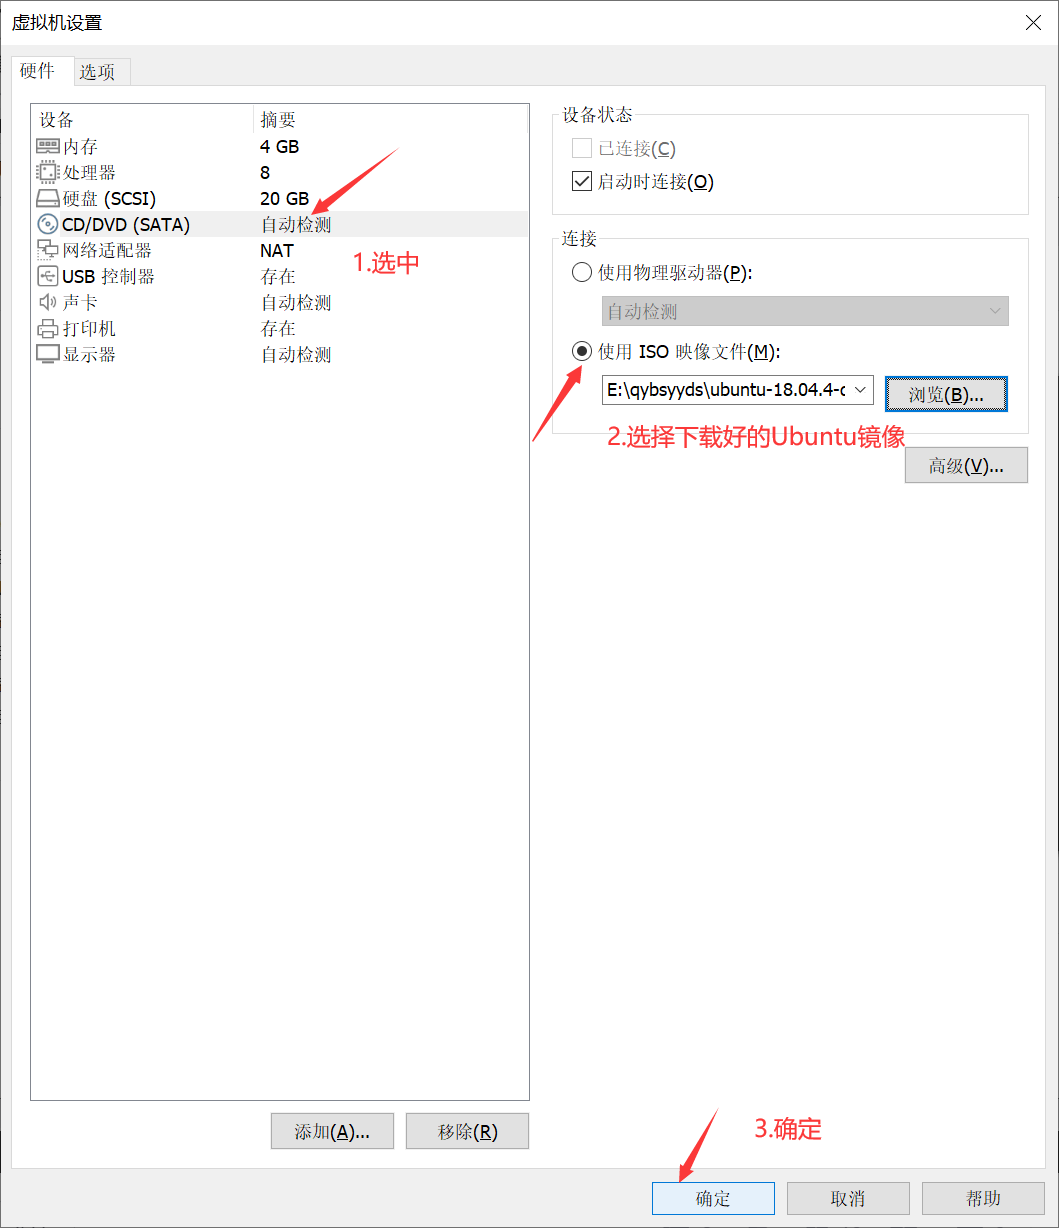 虚拟机设置
硬件 选项
设备 摘要
内存 4 GB
处理器 8
硬盘 (SCSI) 20 GB
CD/DVD (SATA) 自动检测
网络适配器 NAT
USB 控制器 存在
声卡 自动检测
打印机 存在
显示器 自动检测
1.选中
添加(A)... 移除(R)
设备状态
已连接(C)
启动时连接(O)
连接
使用物理驱动器(P):
自动检测
使用 ISO 映像文件(M):
E:\qybsyyds\ubuntu-18.04.4-d 浏览(B)...
2.选择下载好的Ubuntu镜像
高级(V)...
3.确定
确定 取消 帮助